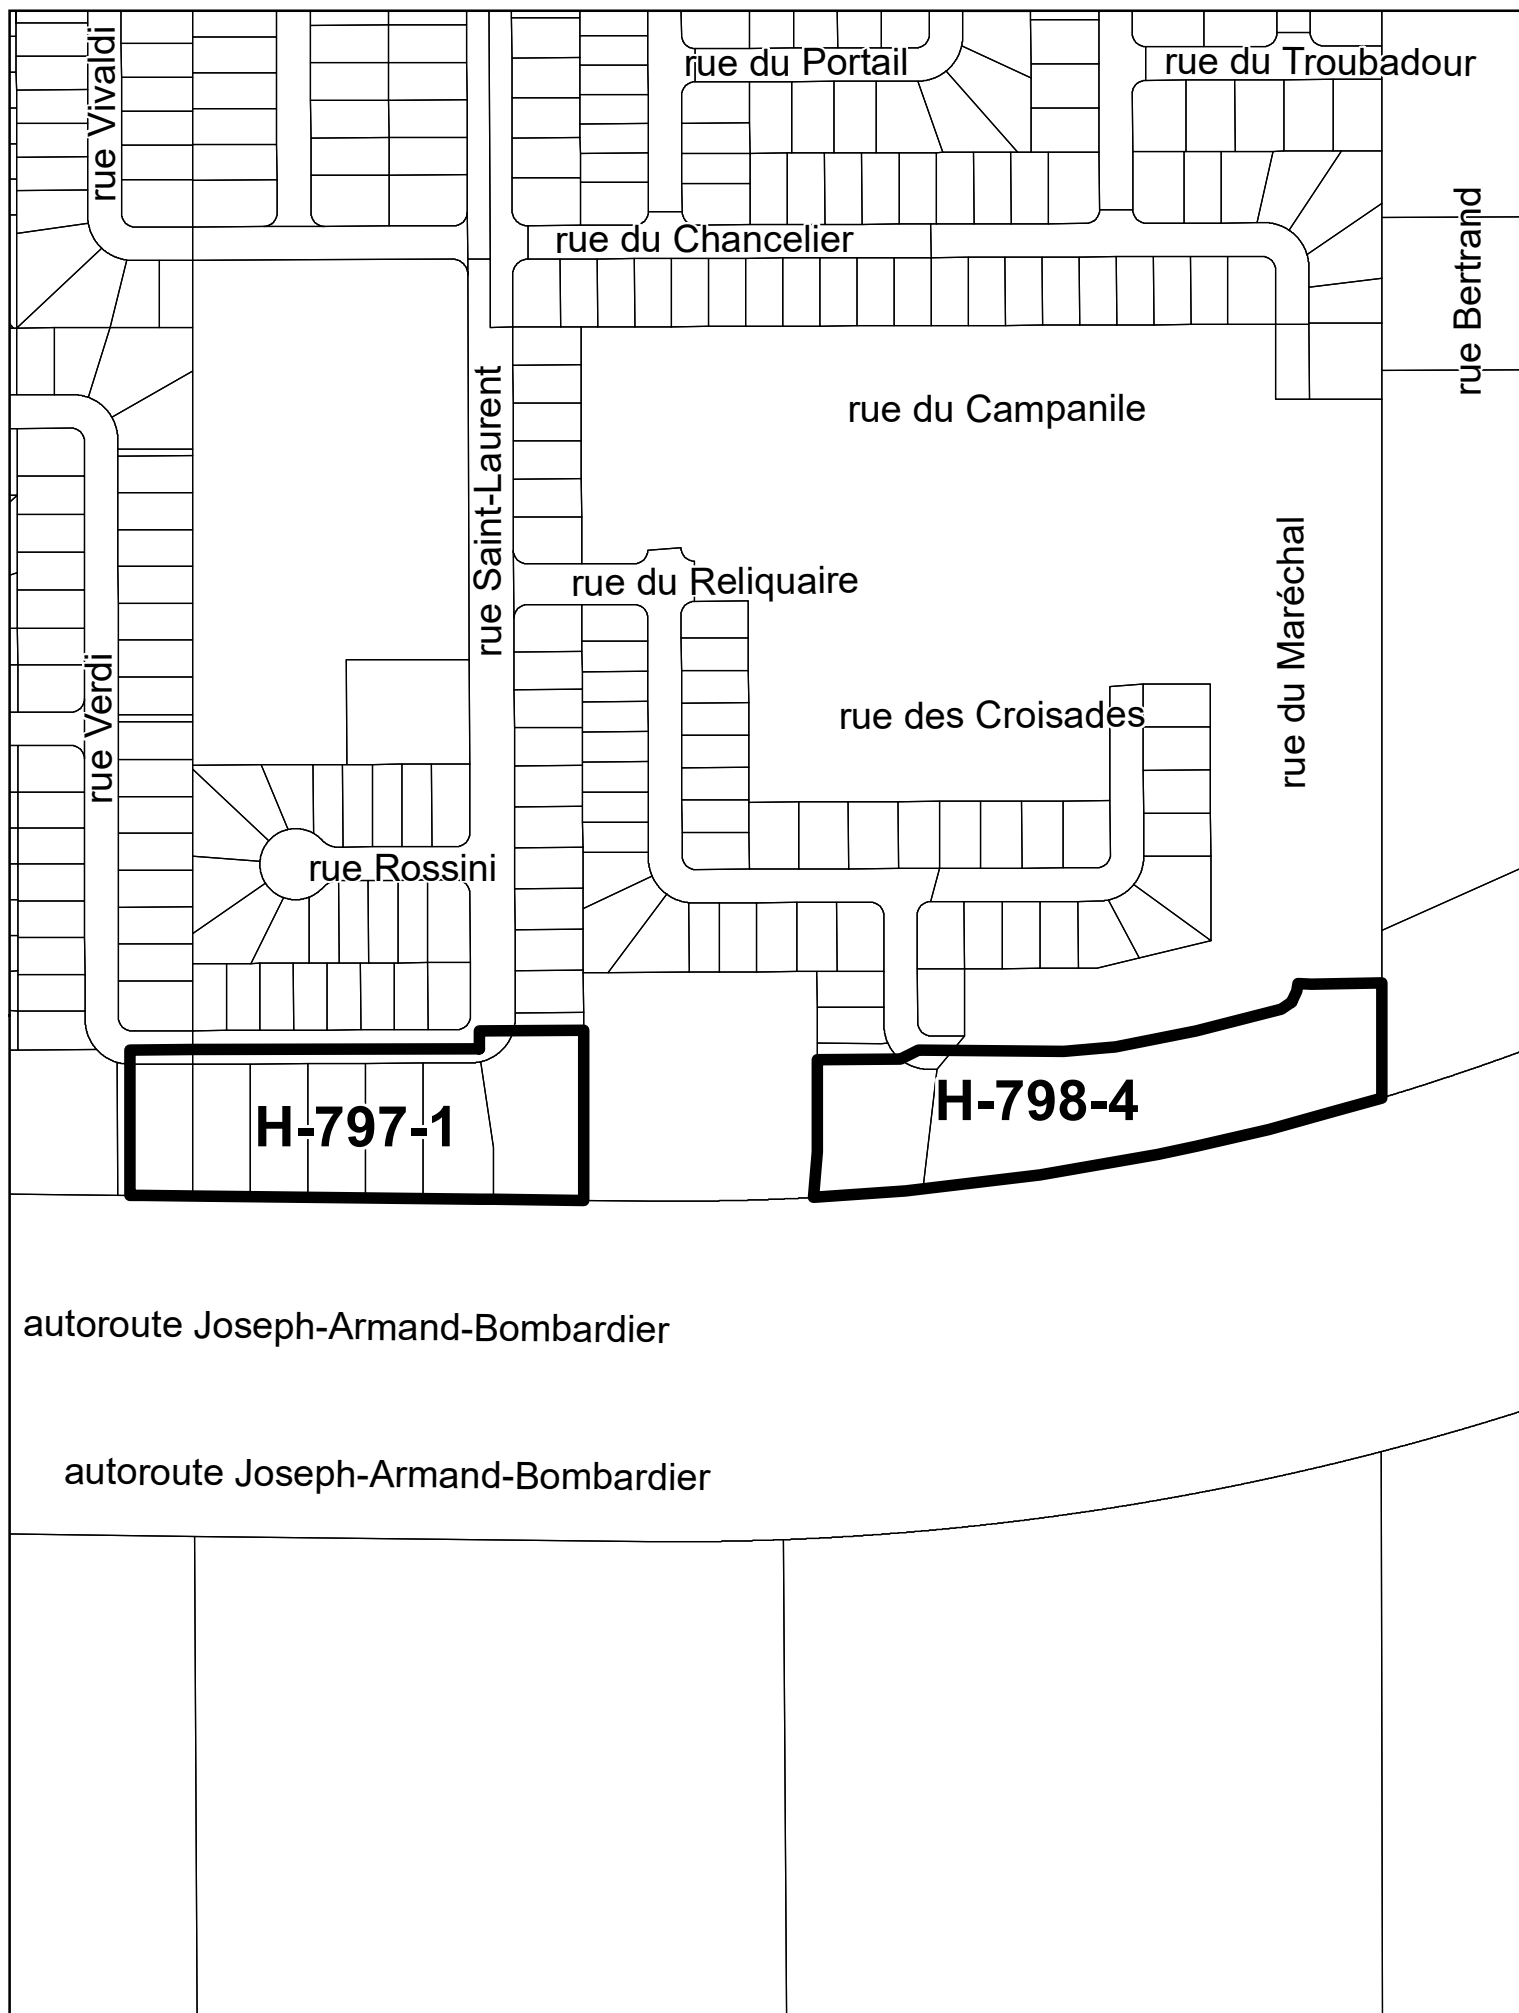 rue Vivaldi
rue du Portail
rue du Troubadour
rue du Chancelier
rue Bertrand
rue Saint-Laurent
rue du Campanile
rue du Reliquaire
rue du Maréchal
rue Verdi
rue des Croisades
rue Rossini
H-797-1
H-798-4
autoroute Joseph-Armand-Bombardier
autoroute Joseph-Armand-Bombardier